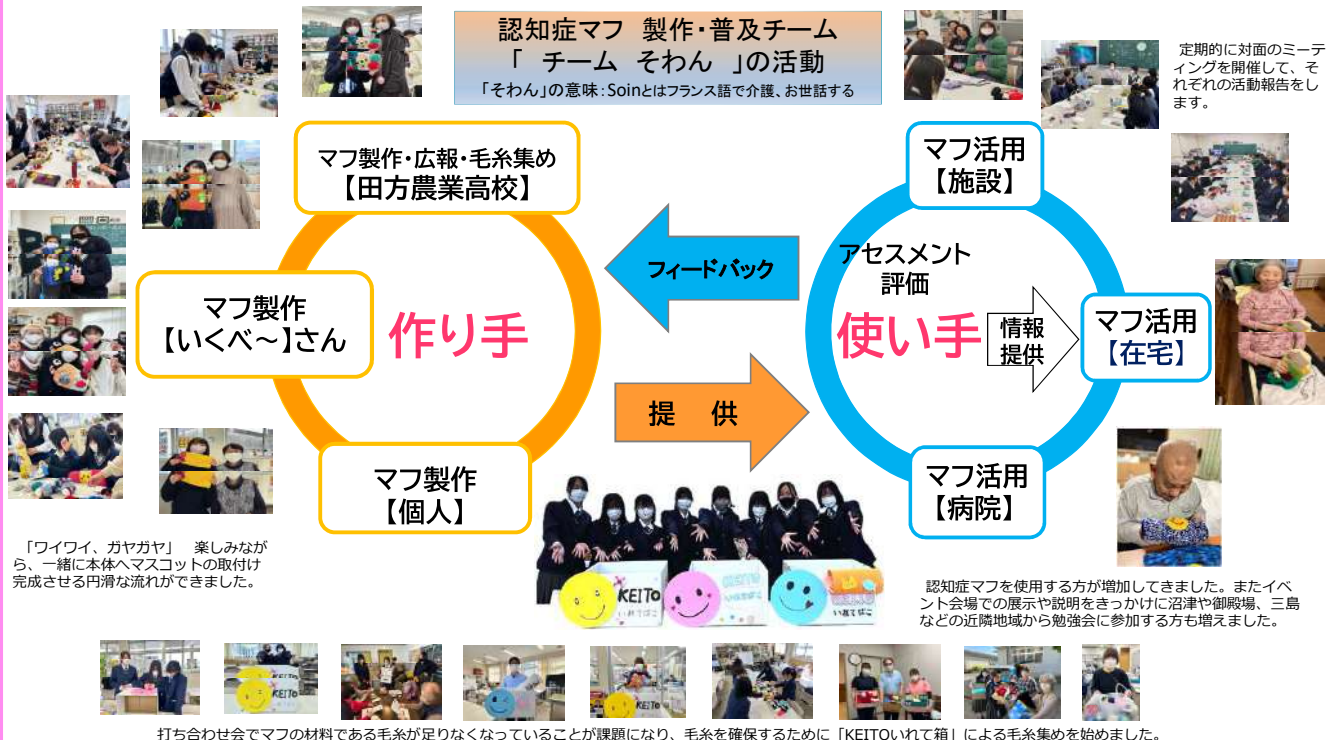 認知症マフ 製作・普及チーム
「 チーム そわん 」の活動
「そわん」の意味:Soinとはフランス語で介護、お世話する
定期的に対面のミーテ
ィングを開催して、そ
れぞれの活動報告をし
ます。
マフ製作・広報・毛糸集め
【田方農業高校】
マフ製作
【いくべ~】さん
作り手
マフ製作
【個人】
フィードバック
提 供
マフ活用
【施設】
アセスメント
評価
使い手
情報
提供
マフ活用
【在宅】
マフ活用
【病院】
「ワイワイ、ガヤガヤ」 楽しみなが
ら、一緒に本体へマスコットの取付け
完成させる円滑な流れができました。
KEITo
いれてばこ
認知症マフを使用する方が増加してきました。またイベ
ント会場での展示や説明をきっかけに沼津や御殿場、三島
などの近隣地域から勉強会に参加する方も増えました。
打ち合わせ会でマフの材料である毛糸が足りなくなっていることが課題になり、毛糸を確保するために「KEITOいれて箱」による毛糸集めを始めました。